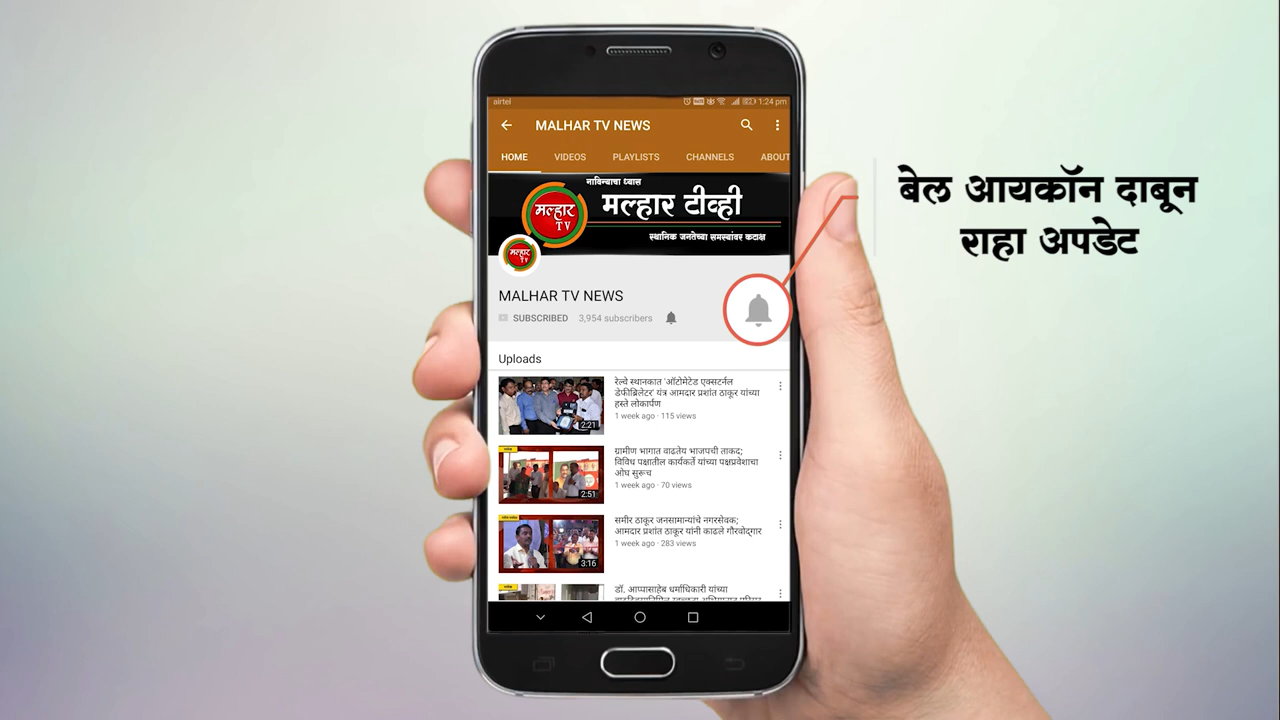 airtel
1:24 pm
MALHAR TV NEWS
HOME VIDEOS PLAYLISTS CHANNELS ABOUT
नाविन्याचा ध्यास
मल्हार टीव्ही
मल्हार
TV
स्थानिक जनतेच्या समस्यांवर कटाक्ष
मल्हार
TV
बेल आयकॉन दाबून
राहा अपडेट
MALHAR TV NEWS
SUBSCRIBED 3,954 subscribers
Uploads
रेल्वे स्थानकात 'ऑटोमेटेड एक्सटर्नल
डेफीब्रिलेटर' यंत्र आमदार प्रशांत ठाकूर यांच्या
हस्ते लोकार्पण
1 week ago · 115 views
2:21
ग्रामीण भागात वाढतेय भाजपची ताकद;
विविध पक्षातील कार्यकर्ते यांच्या पक्षप्रवेशाचा
ओघ सुरूच
1 week ago · 70 views
2:51
समीर ठाकूर जनसामान्यांचे नगरसेवक;
आमदार प्रशांत ठाकूर यांनी काढले गौरवोद्गार
1 week ago · 283 views
3:16
डॉ. आप्पासाहेब धर्माधिकारी यांच्या